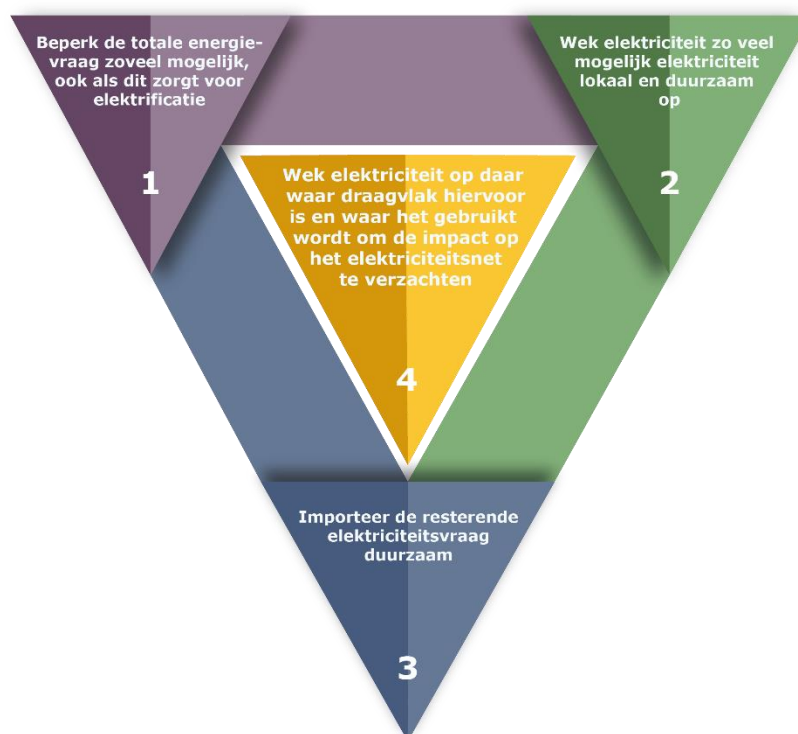 Beperk de totale energie-
vraag zoveel mogelijk,
ook als dit zorgt voor
elektrificatie
1
Wek elektriciteit zo veel
mogelijk elektriciteit
lokaal en duurzaam
op
2
Wek elektriciteit op daar
waar draagvlak hiervoor
is en waar het gebruikt
wordt om de impact op
het elektriciteitsnet
te verzachten
4
Importeer de resterende
elektriciteitsvraag
duurzaam
3